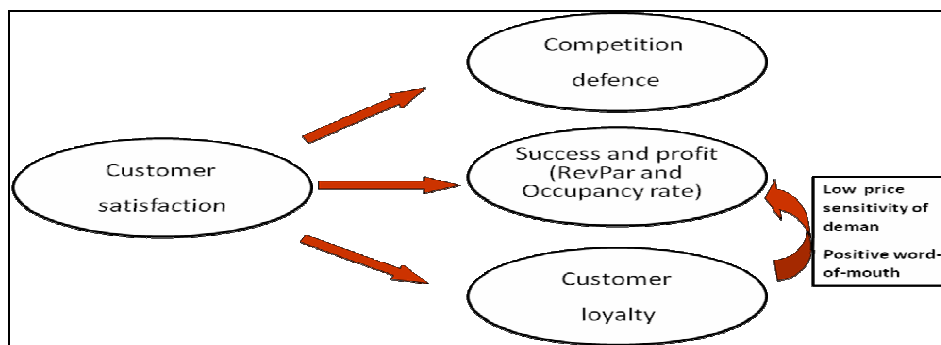 Competition
defence
Customer
satisfaction
Success and profit
(RevPar and
Occupancy rate)
Customer
loyalty
Low price
sensitivity of
deman
Positive word-
of-mouth